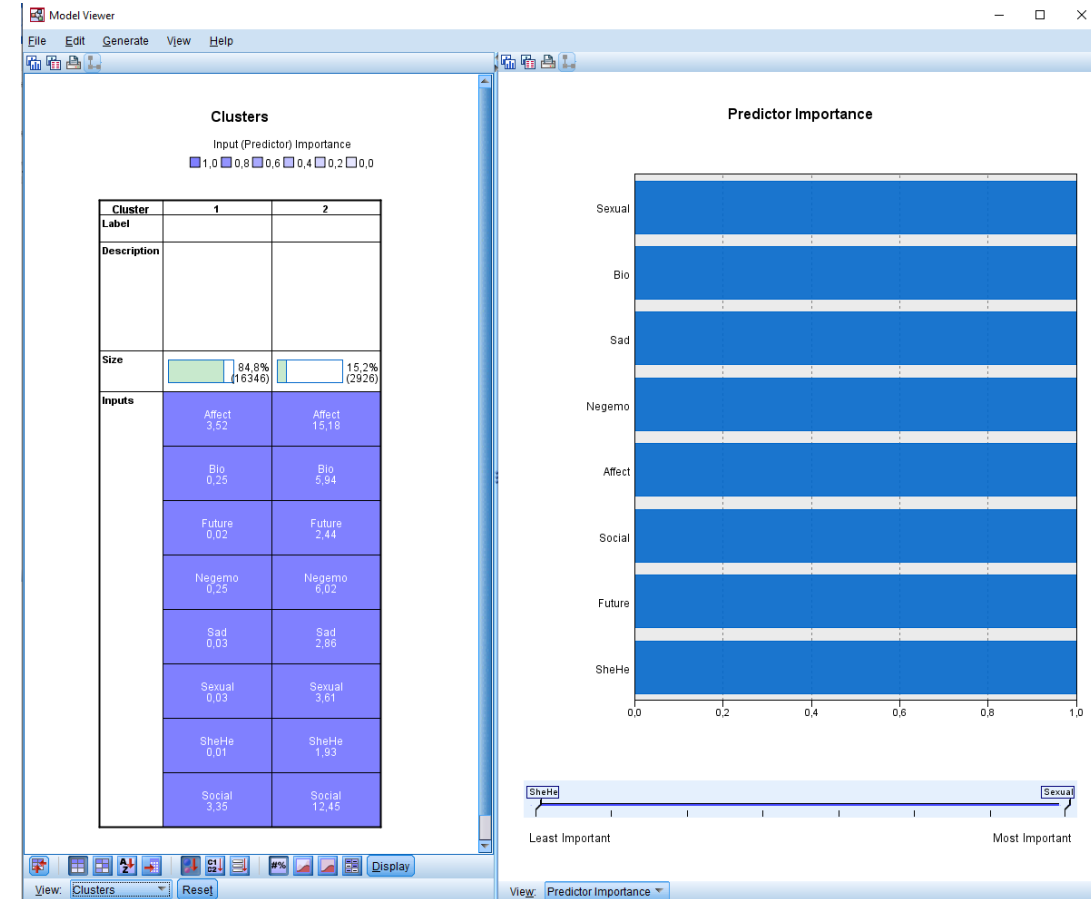 Model Viewer
File Edit Generate View Help
Clusters
Input (Predictor) Importance
1,0 0,8 0,6 0,4 0,2 0,0
Cluster 1 2
Label
Description
Size 84,8% (16346) 15,2% (2926)
Inputs
Affect 3,52 Affect 15,18
Bio 0,25 Bio 5,94
Future 0,02 Future 2,44
Negemo 0,25 Negemo 6,02
Sad 0,03 Sad 2,86
Sexual 0,03 Sexual 3,61
SheHe 0,01 SheHe 1,93
Social 3,35 Social 12,45
A Z C1 C2 #% Display
View: Clusters Reset
Predictor Importance
Sexual
Bio
Sad
Negemo
Affect
Social
Future
SheHe
0,0 0,2 0,4 0,6 0,8 1,0
SheHe Sexual
Least Important Most Important
View: Predictor Importance